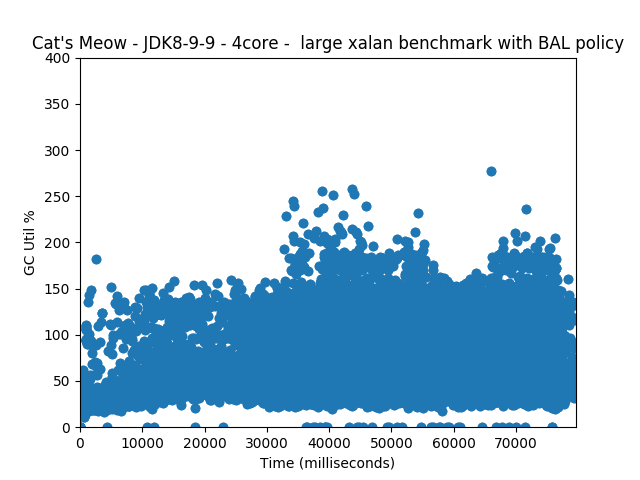 Cat's Meow - JDK8-9-9 - 4core -  large xalan benchmark with BAL policy
400
350
300
250
200
150
100
50
0
GC Util %
0 10000 20000 30000 40000 50000 60000 70000
Time (milliseconds)